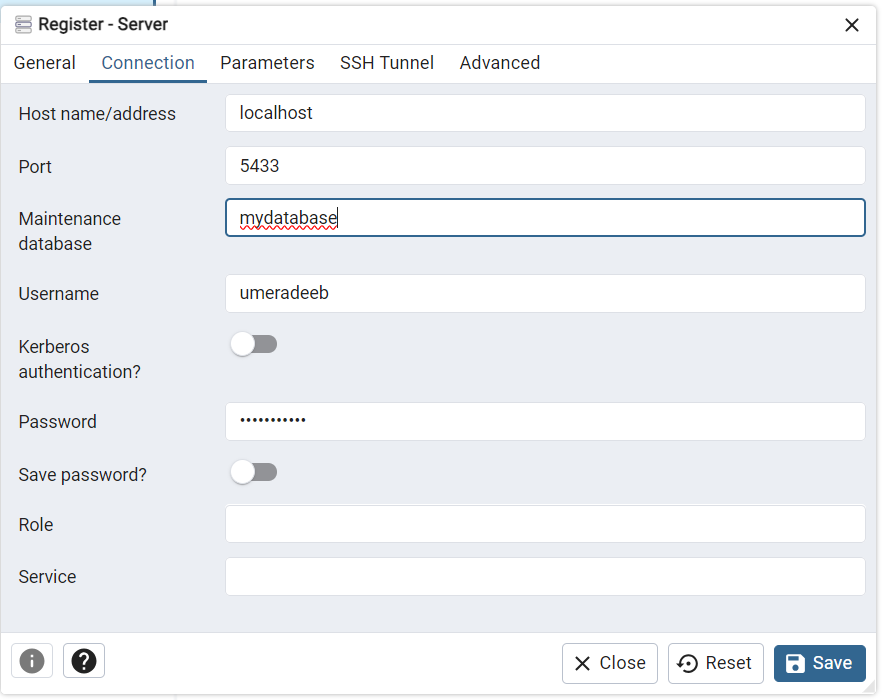 Register - Server
General Connection Parameters SSH Tunnel Advanced
Host name/address localhost
Port 5433
Maintenance database mydatabase
Username umeradeeb
Kerberos authentication?
Password •••••••••••
Save password?
Role
Service
Close Reset Save